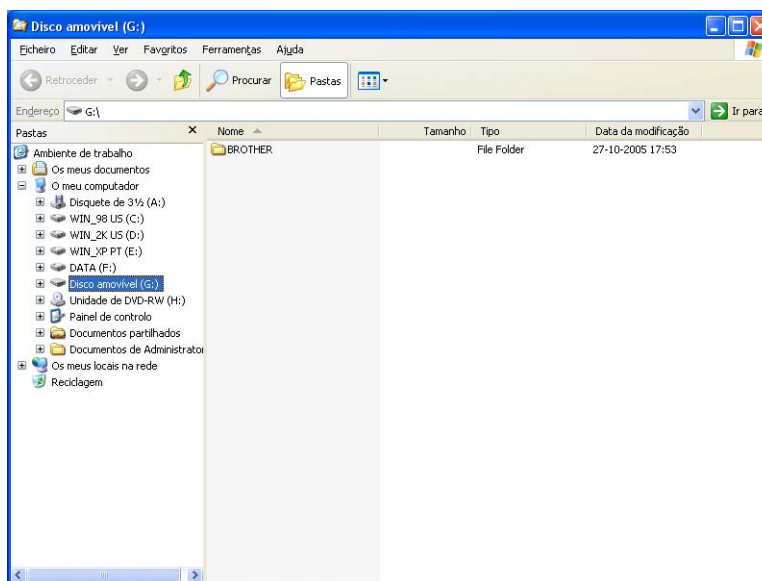 Disco amovível (G:)
Ficheiro Editar Ver Favoritos Ferramentas Ajuda
Retroceder Procurar Pastas
Endereço G:\ Ir para
Pastas Nome Tamanho Tipo Data da modificação
Ambiente de trabalho BROTHER File Folder 27-10-2005 17:53
Os meus documentos
O meu computador
Disquete de 3½ (A:)
WIN_98 US (C:)
WIN_2K US (D:)
WIN_XP PT (E:)
DATA (F:)
Disco amovível (G:)
Unidade de DVD-RW (H:)
Painel de controlo
Documentos partilhados
Documentos de Administrator
Os meus locais na rede
Reciclagem